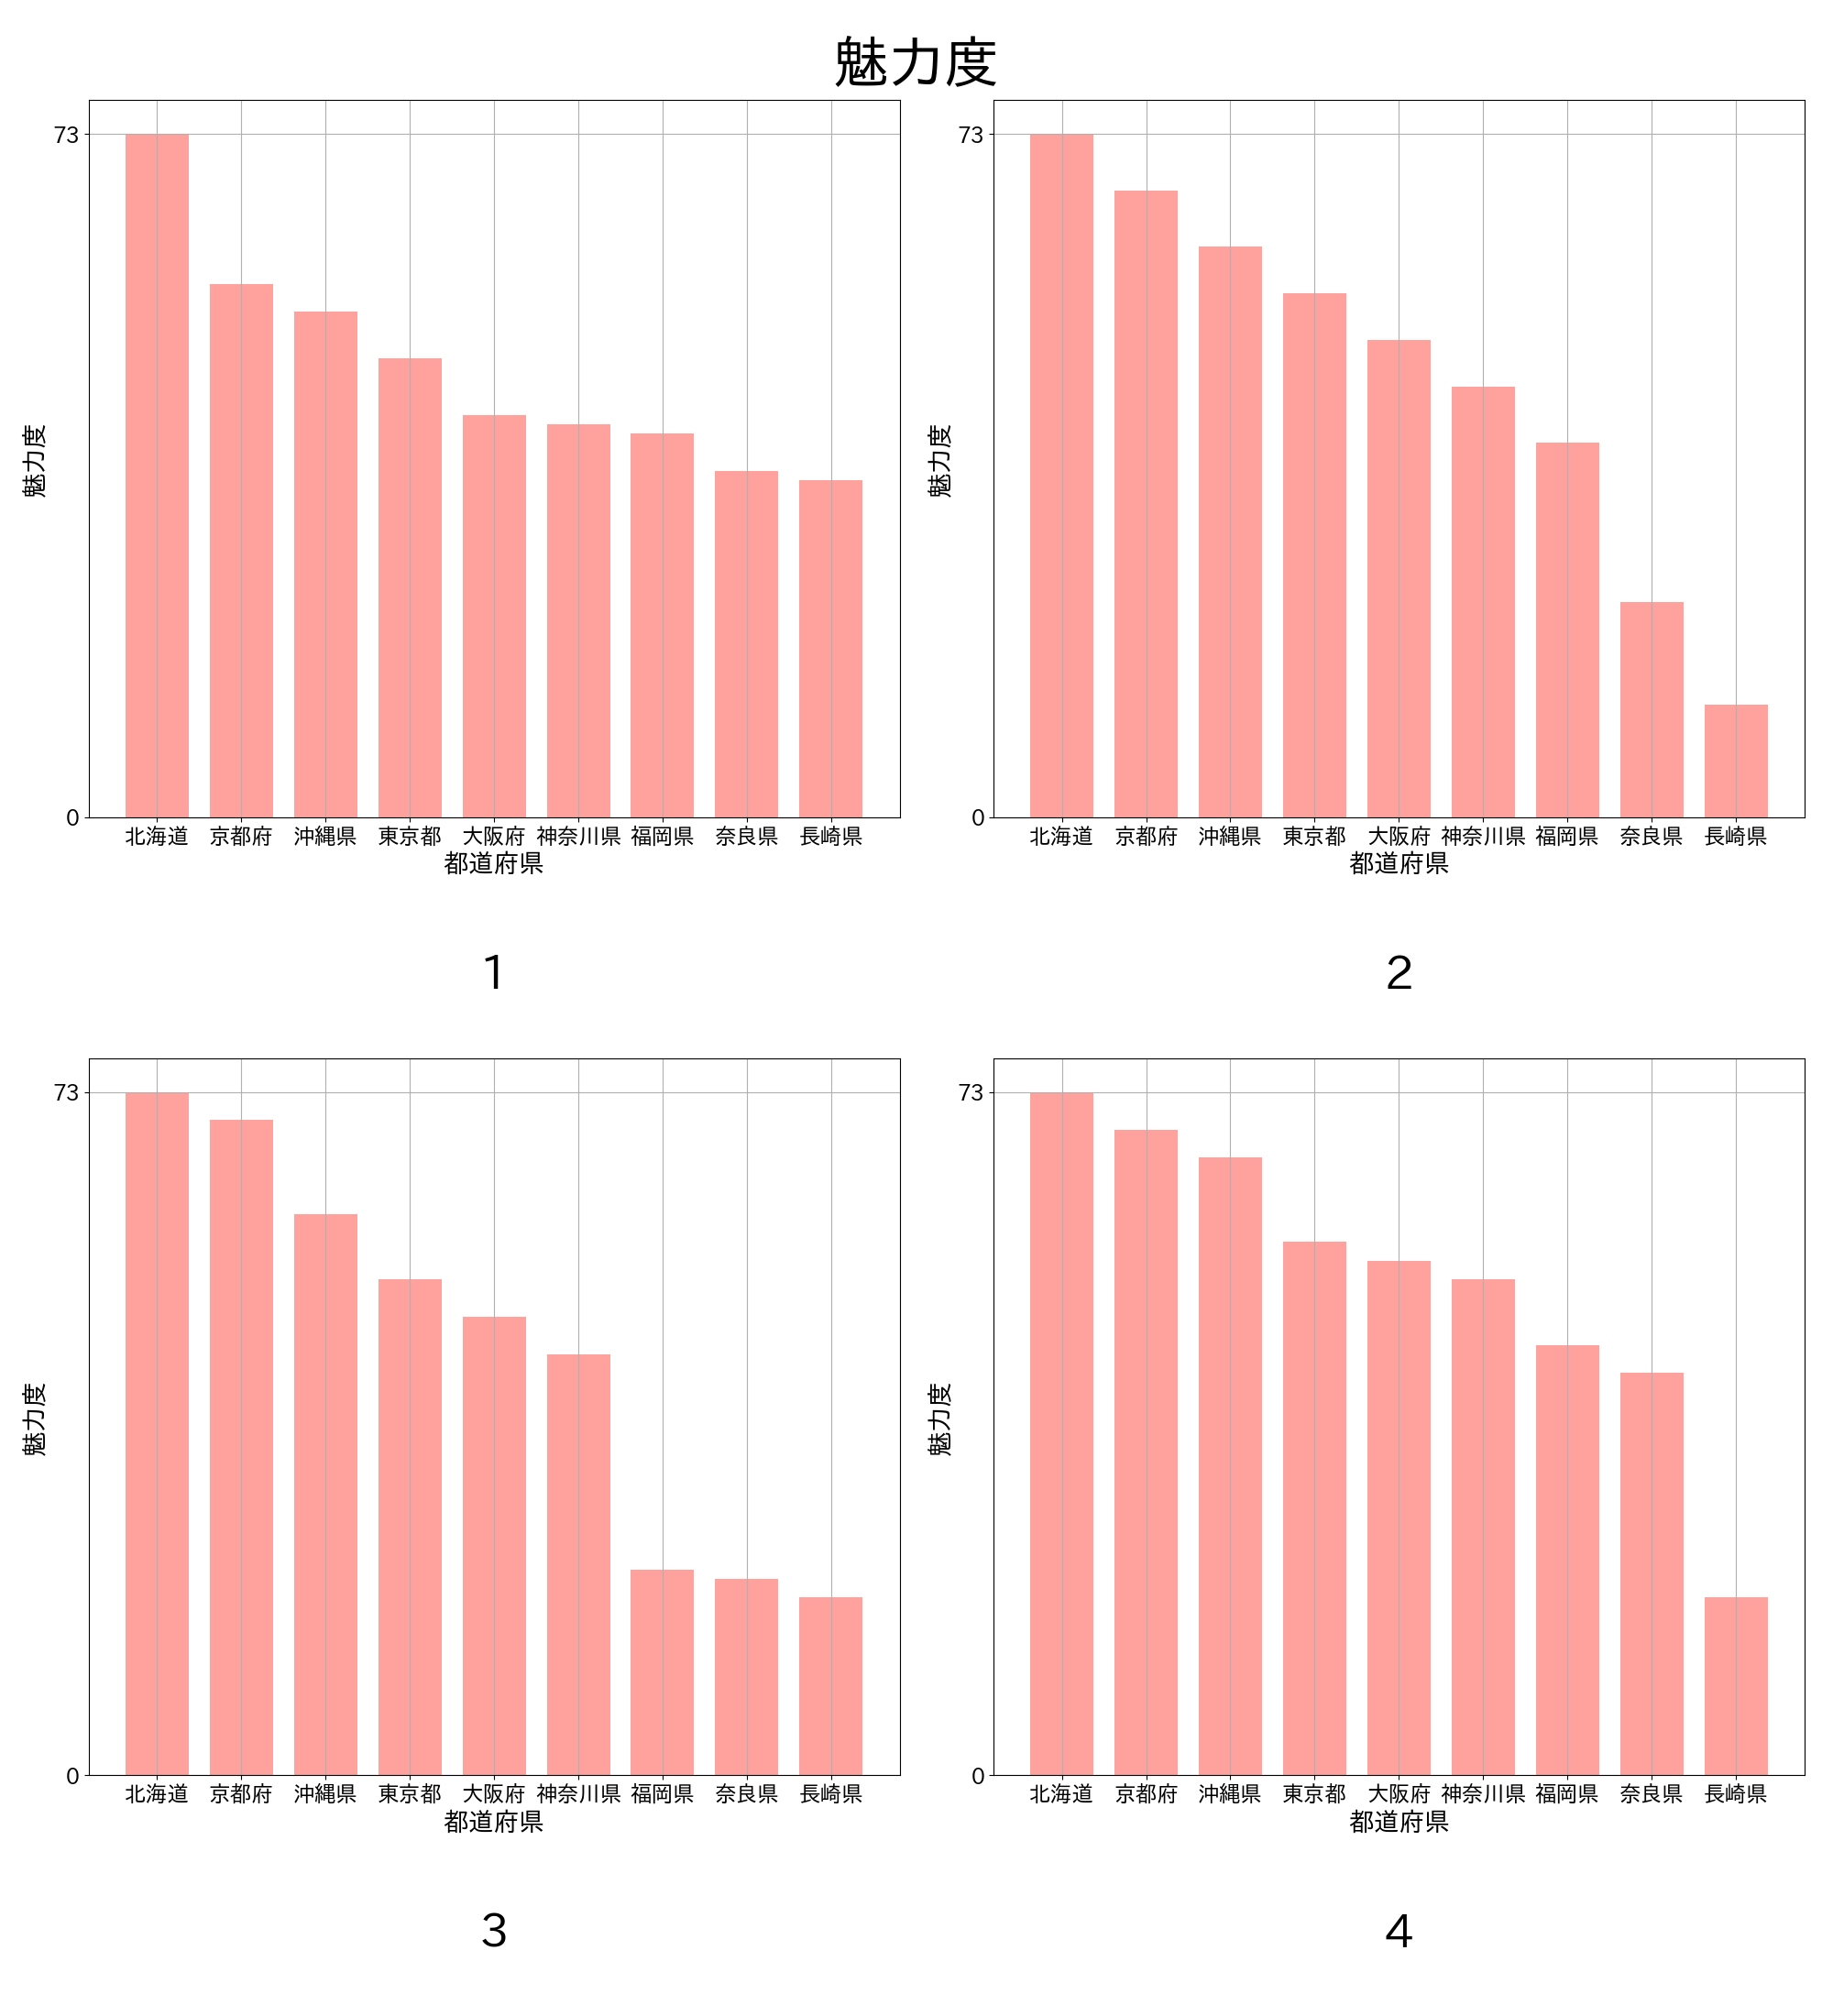 魅力度
73
0
魅力度
北海道 京都府 沖縄県 東京都 大阪府 神奈川県 福岡県 奈良県 長崎県
都道府県
1
73
0
魅力度
北海道 京都府 沖縄県 東京都 大阪府 神奈川県 福岡県 奈良県 長崎県
都道府県
2
73
0
魅力度
北海道 京都府 沖縄県 東京都 大阪府 神奈川県 福岡県 奈良県 長崎県
都道府県
3
73
0
魅力度
北海道 京都府 沖縄県 東京都 大阪府 神奈川県 福岡県 奈良県 長崎県
都道府県
4